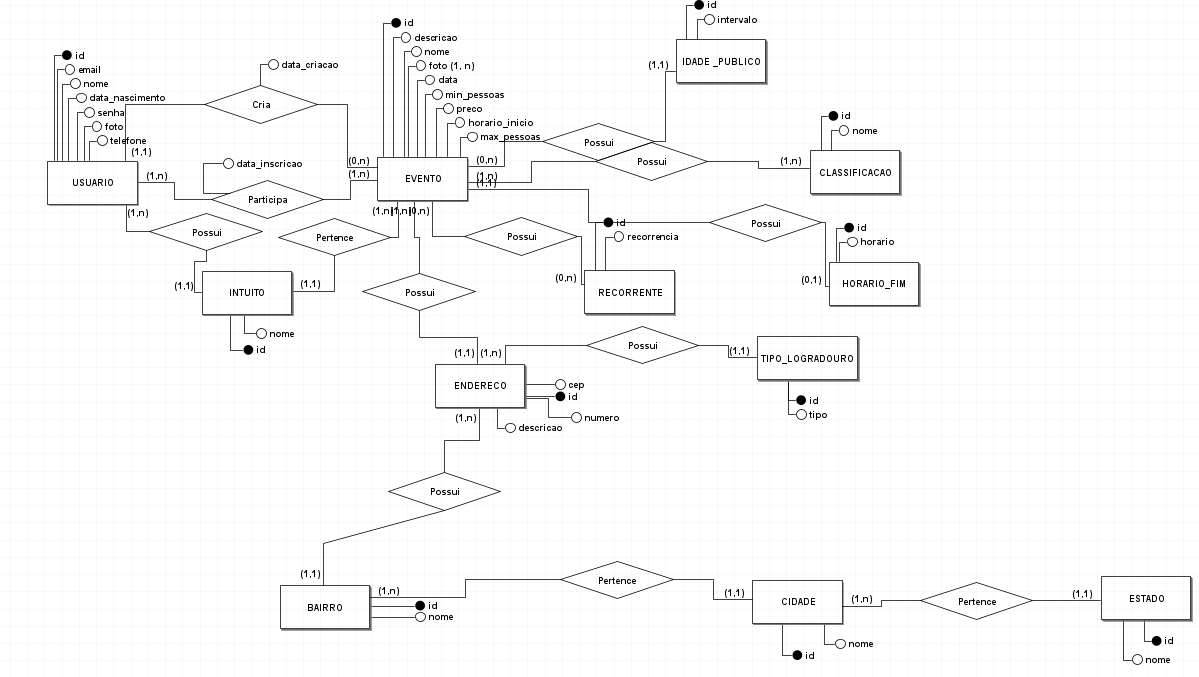 id
intervalo
IDADE _PUBLICO
(1,1)
id
descricao
nome
foto (1, n)
data
min_pessoas
preco
horario_inicio
max_pessoas
EVENTO
id
email
nome
data_nascimento
senha
foto
telefone
(1,1)
USUARIO
data_criacao
Cria
(0,n)
(1,n)
data_inscricao
(1,n)
Participa
(0,n)
(1,n)
(1,1)
Possui
Possui
(1,n)
id
nome
CLASSIFICACAO
(1,n)
Possui
(1,1)
Pertence
(1,1)
INTUITO
nome
id
(1,n)
(1,n)
(0,n)
Possui
id
recorrencia
(0,n)
RECORRENTE
Possui
id
horario
(0,1)
HORARIO_FIM
Possui
(1,1)
(1,n)
Possui
(1,1)
TIPO_LOGRADOURO
id
tipo
ENDERECO
cep
id
numero
descricao
(1,n)
Possui
(1,1)
BAIRRO
(1,n)
id
nome
Pertence
(1,1)
CIDADE
(1,n)
nome
id
Pertence
(1,1)
ESTADO
id
nome